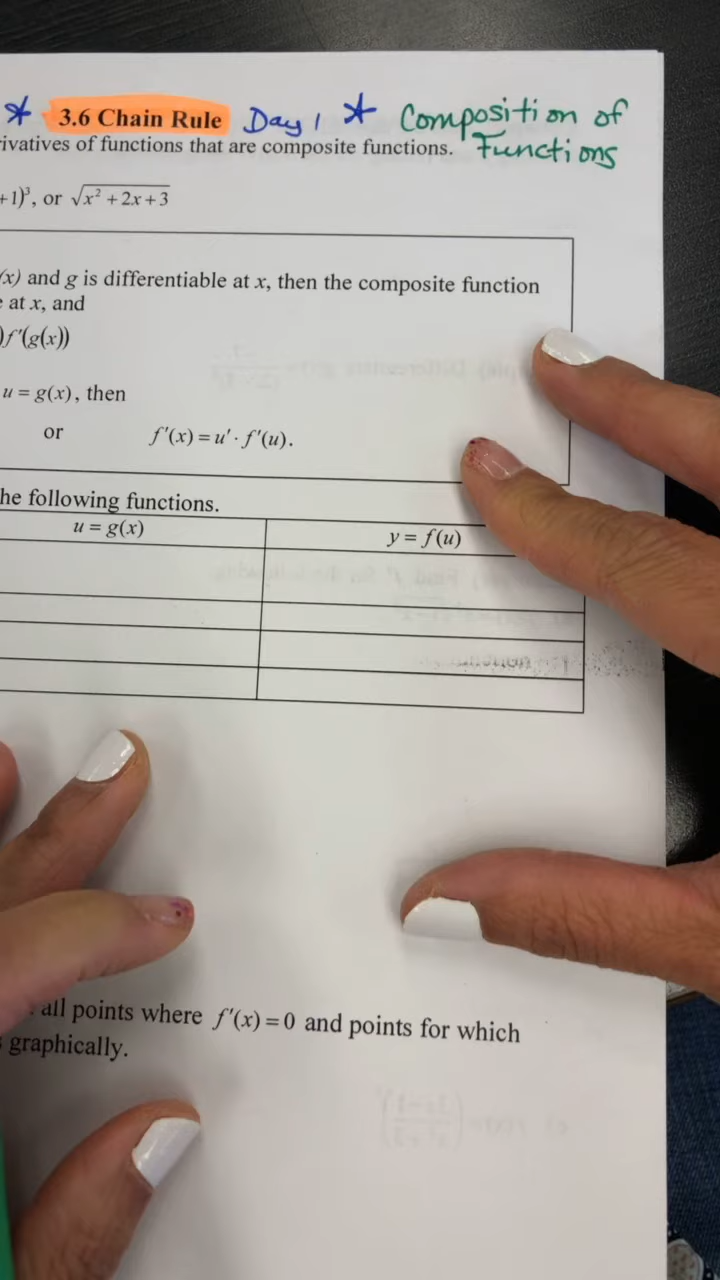 * 3.6 Chain Rule Day 1 * Composition of Functions
rivatives of functions that are composite functions.
+1)³, or √(x² + 2x + 3)
(x) and g is differentiable at x, then the composite function
e at x, and
)f'(g(x))
u = g(x), then
or f'(x) = u' · f'(u).
he following functions.
u = g(x) y = f(u)
all points where f'(x) = 0 and points for which
s graphically.